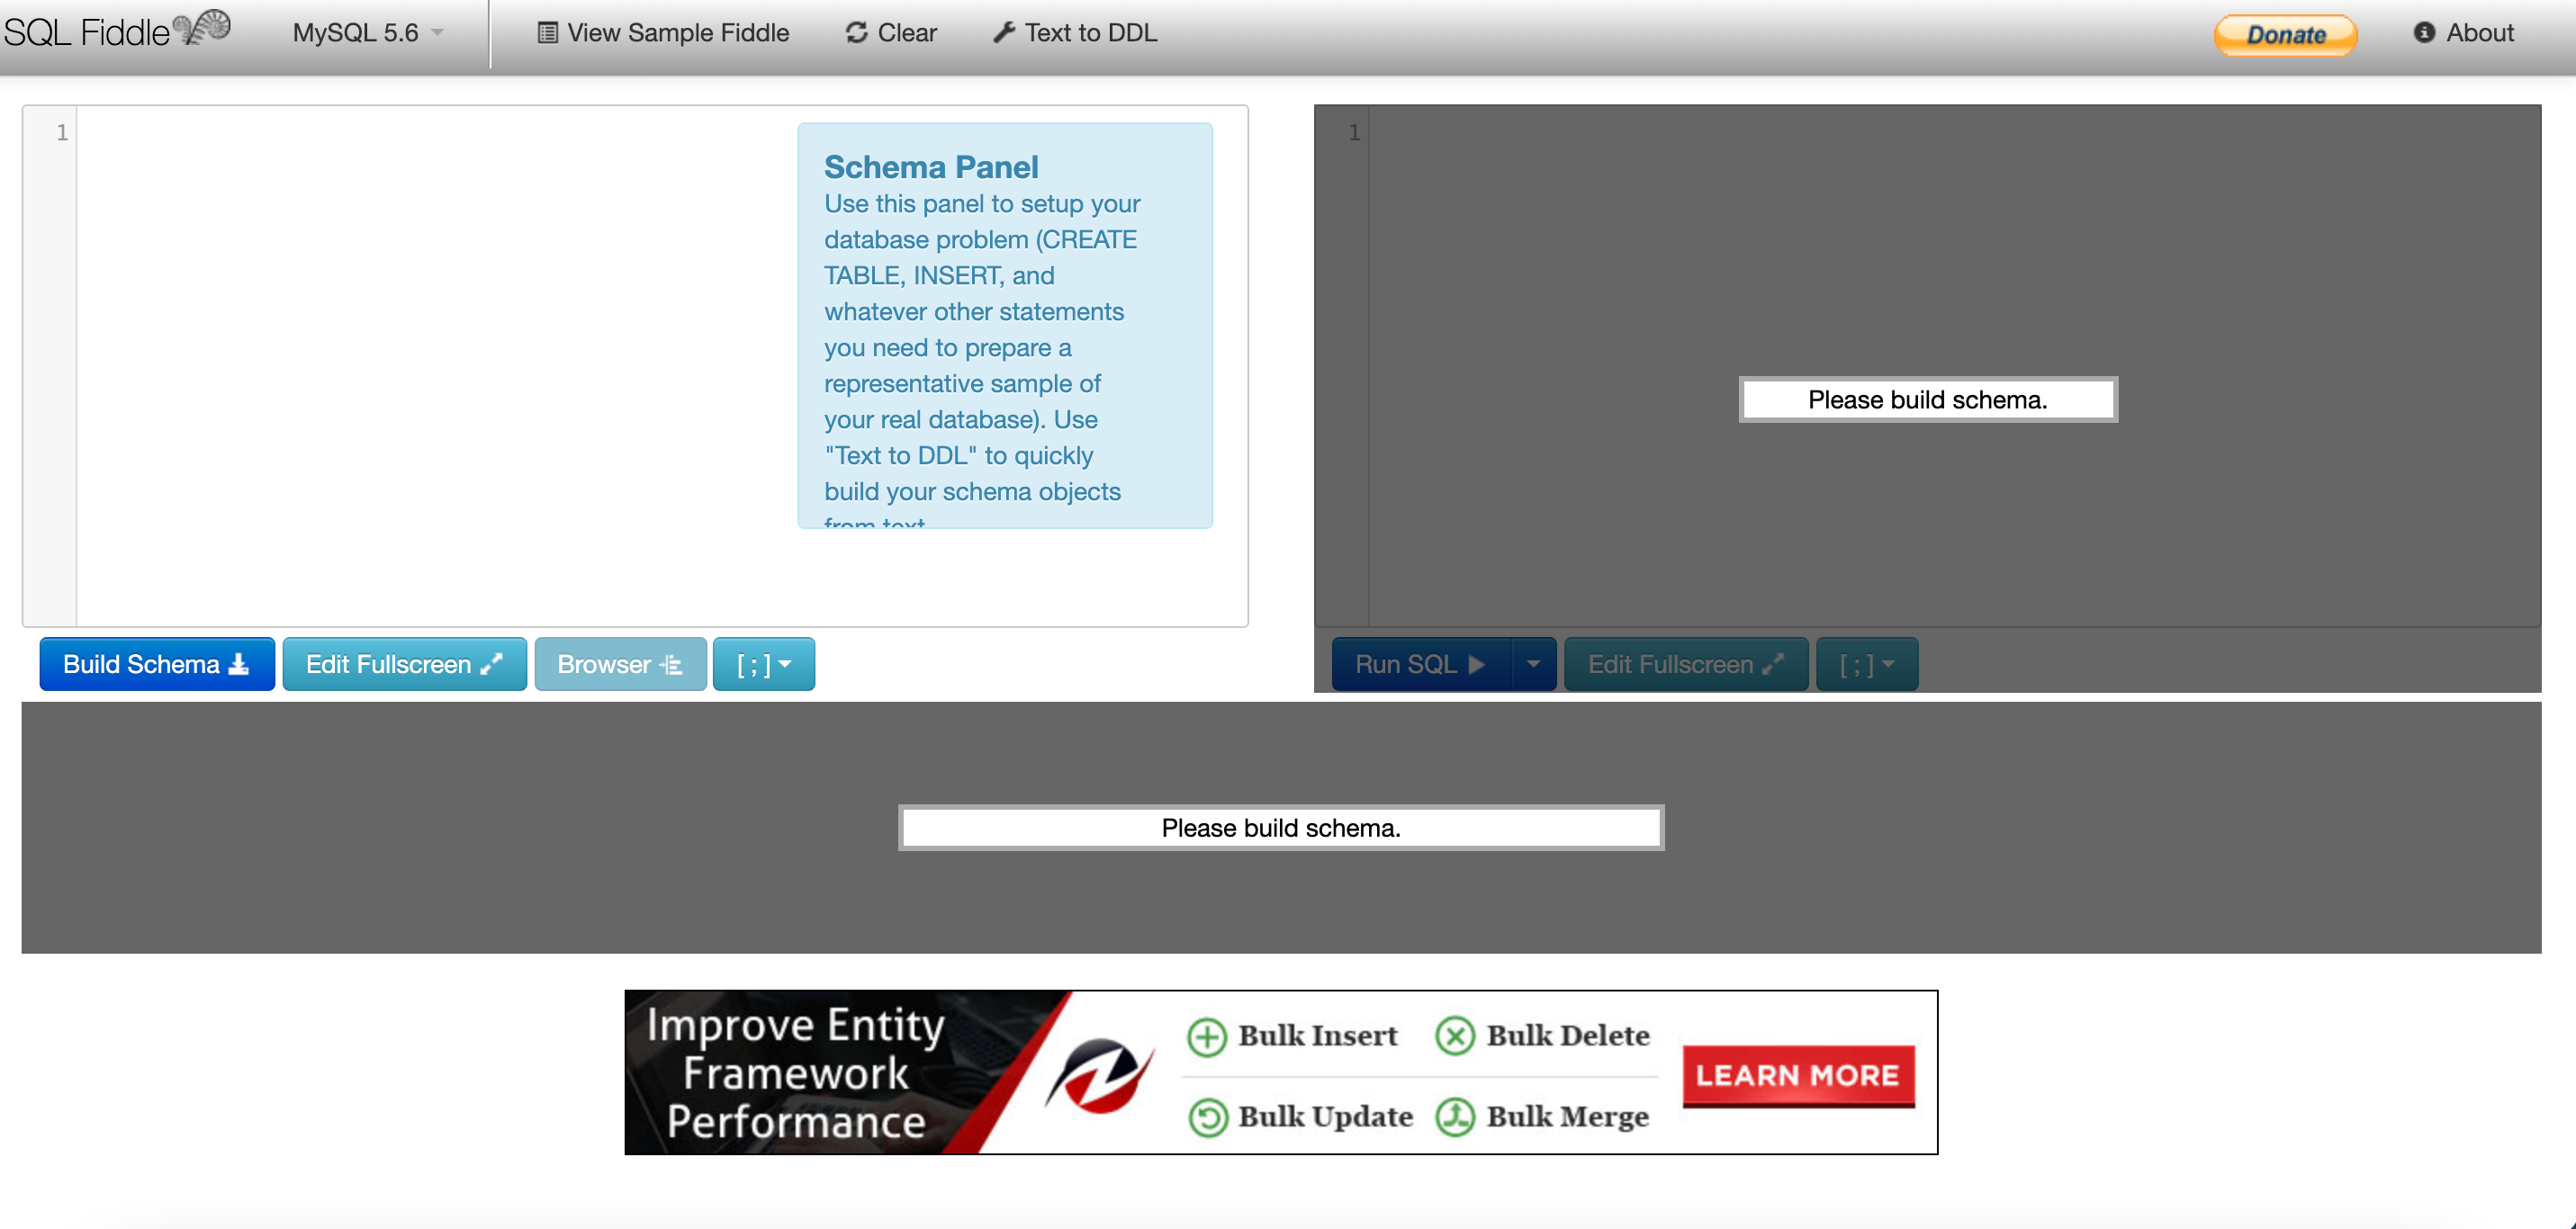 SQL Fiddle
MySQL 5.6
View Sample Fiddle
Clear
Text to DDL
Donate
About
1
Schema Panel
Use this panel to setup your
database problem (CREATE
TABLE, INSERT, and
whatever other statements
you need to prepare a
representative sample of
your real database). Use
"Text to DDL" to quickly
build your schema objects
from text.
1
Please build schema.
Build Schema
Edit Fullscreen
Browser
[ ; ]
Run SQL
Edit Fullscreen
[ ; ]
Please build schema.
Improve Entity
Framework
Performance
Bulk Insert
Bulk Delete
Bulk Update
Bulk Merge
LEARN MORE